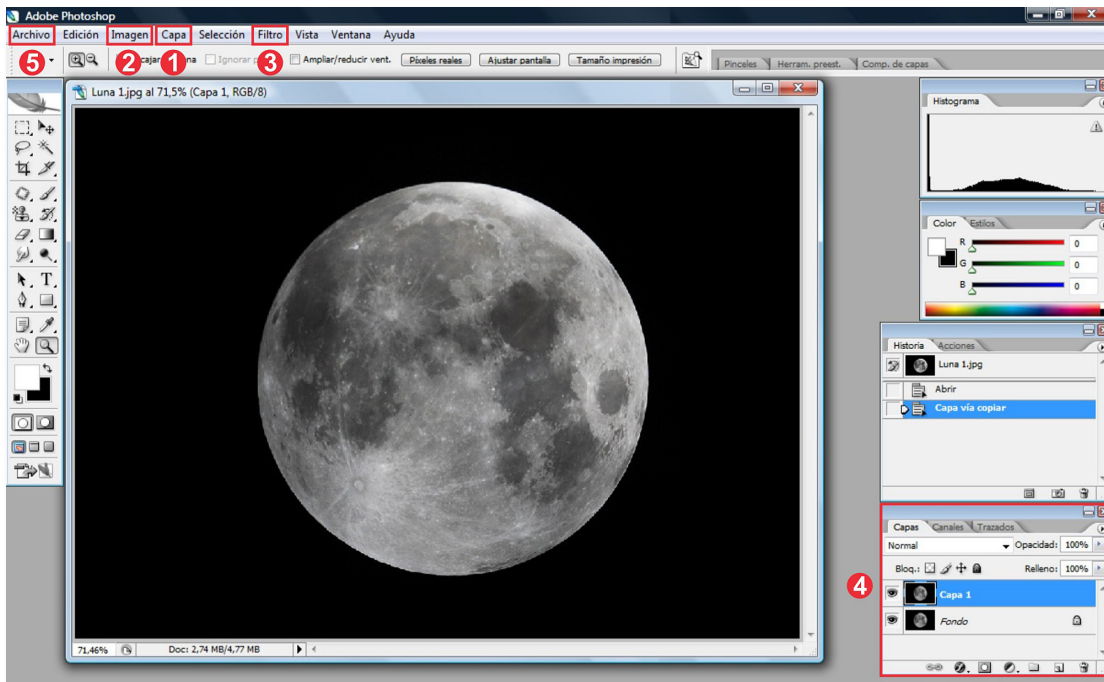 Adobe Photoshop
Archivo Edición Imagen Capa Selección Filtro Vista Ventana Ayuda
5 2 1 3
Ignorar Ampliar/reducir vent. Píxeles reales Ajustar pantalla Tamaño impresión Pinceles Herram. preest. Comp. de capas
Luna 1.jpg al 71,5% (Capa 1, RGB/8)
Histograma
Color Estilos
R 0
G 0
B 0
Historia Acciones
Luna 1.jpg
Abrir
Capa vía copiar
Capas Canales Trazados
Normal Opacidad: 100%
Bloq.: Relleno: 100%
4
Capa 1
Fondo
71,46% Doc: 2,74 MB/4,77 MB